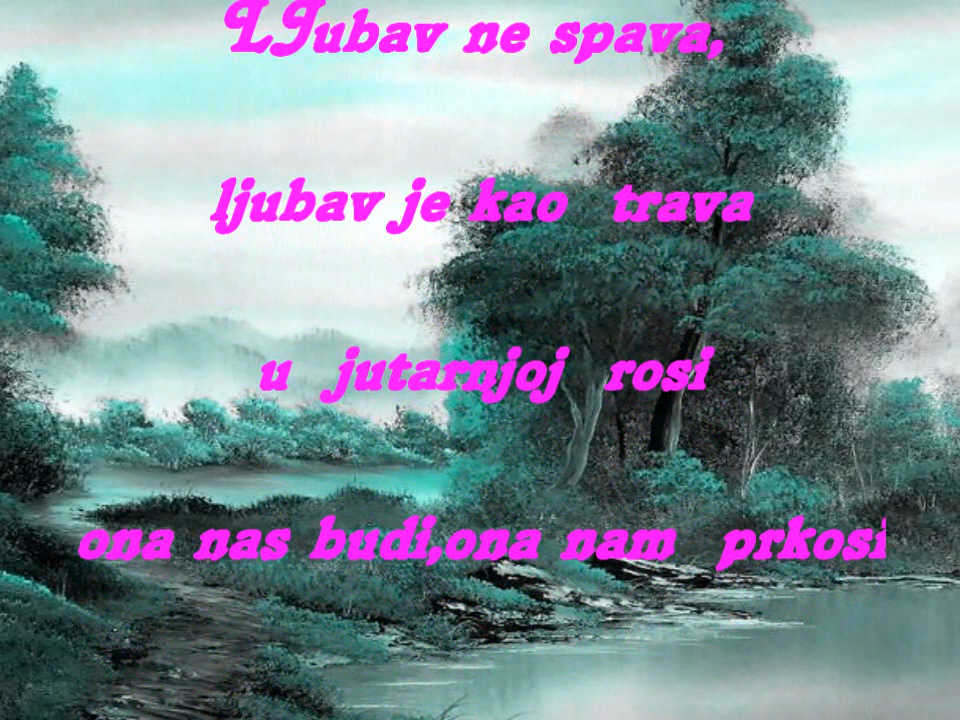 LJubav ne spava,
ljubav je kao trava
u jutarnjoj rosi
ona nas budi,ona nam prkosi